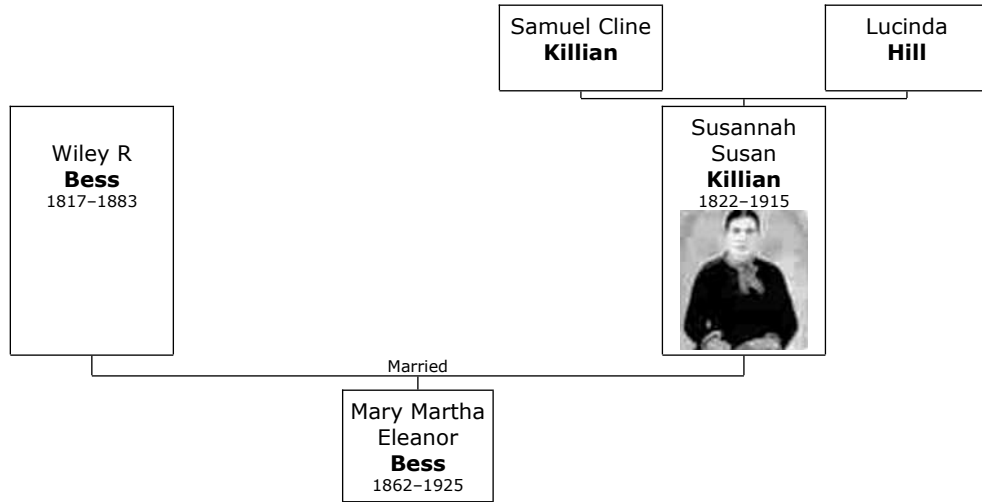 Samuel Cline
Killian
Lucinda
Hill
Wiley R
Bess
1817–1883
Susannah
Susan
Killian
1822–1915
Married
Mary Martha
Eleanor
Bess
1862–1925